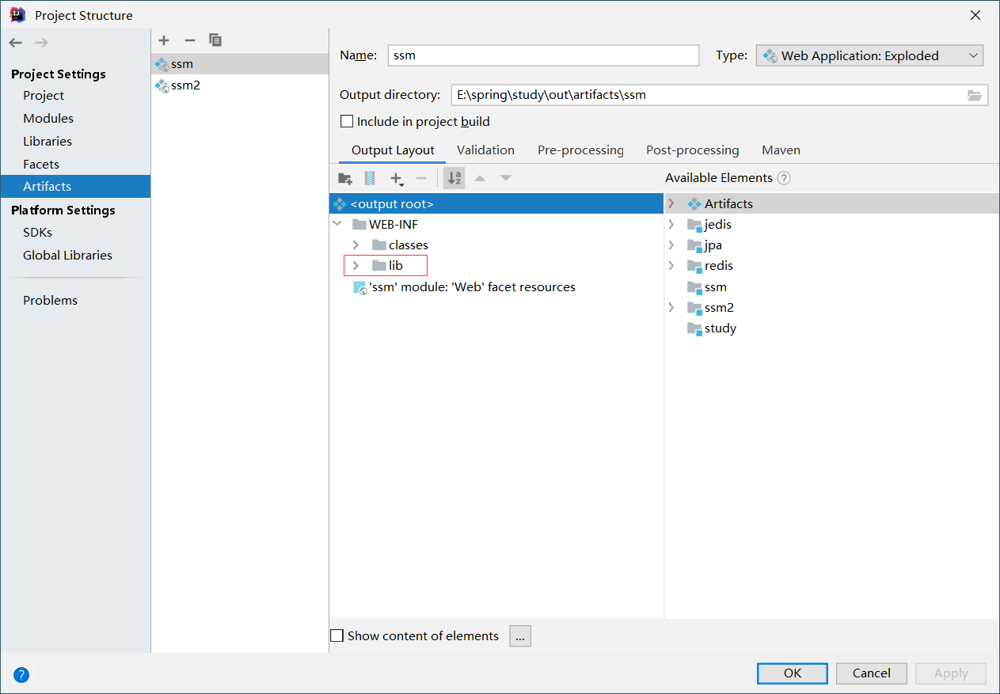 Project Structure
Project Settings
Project
Modules
Libraries
Facets
Artifacts
Platform Settings
SDKs
Global Libraries
Problems
ssm
ssm2
Name: ssm
Type: Web Application: Exploded
Output directory: E:\spring\study\out\artifacts\ssm
Include in project build
Output Layout Validation Pre-processing Post-processing Maven
Available Elements ?
<output root>
WEB-INF
classes
lib
'ssm' module: 'Web' facet resources
Artifacts
jedis
jpa
redis
ssm
ssm2
study
Show content of elements ...
? OK Cancel Apply